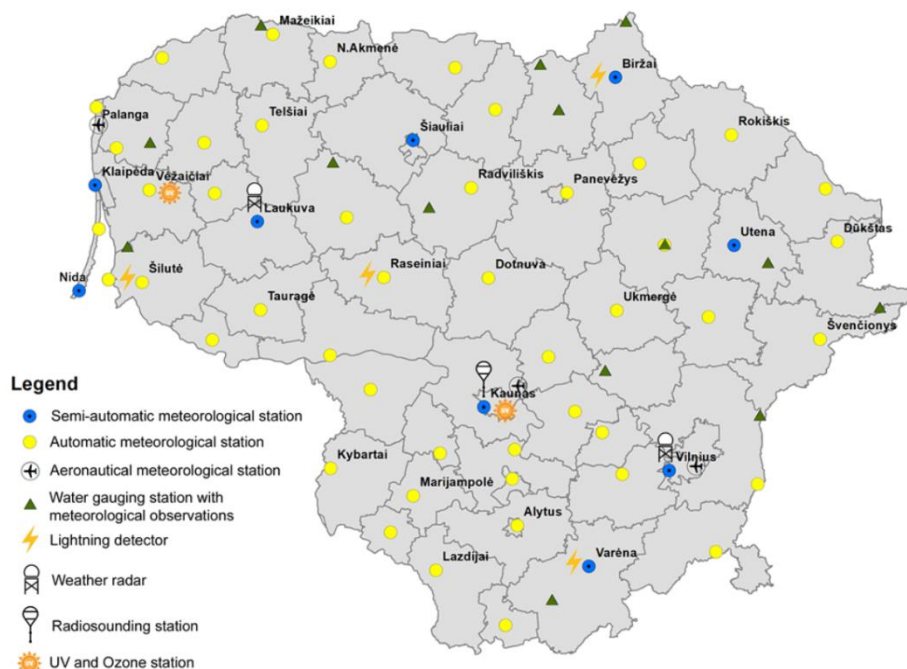 Mažeikiai
N.Akmenė
Biržai
Palanga
Telšiai
Šiauliai
Rokiškis
Klaipėda
Vėžaičiai
Radviliškis
Panevėžys
Laukuva
Utena
Dūkštas
Nida
Šilutė
Raseiniai
Dotnuva
Tauragė
Ukmergė
Švenčionys
Legend
Kaunas
Semi-automatic meteorological station
Automatic meteorological station
Kybartai
Vilnius
Aeronautical meteorological station
Marijampolė
Water gauging station with
meteorological observations
Alytus
Lightning detector
Lazdijai
Varėna
Weather radar
Radiosounding station
UV and Ozone station